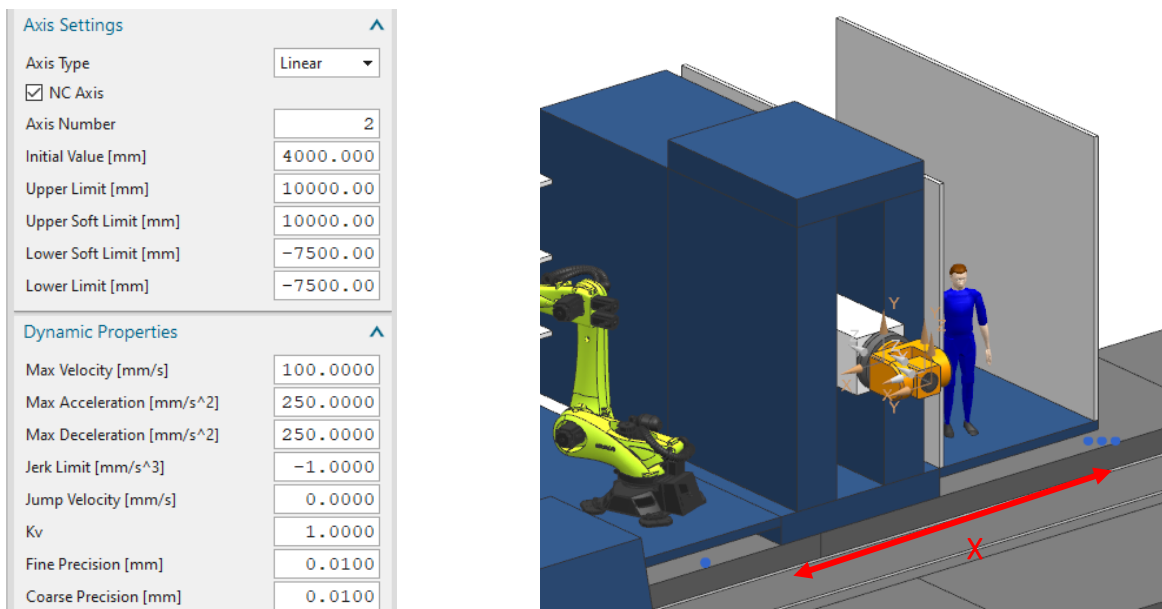 Axis Settings
Axis Type Linear
NC Axis
Axis Number 2
Initial Value [mm] 4000.000
Upper Limit [mm] 10000.00
Upper Soft Limit [mm] 10000.00
Lower Soft Limit [mm] -7500.00
Lower Limit [mm] -7500.00
Dynamic Properties
Max Velocity [mm/s] 100.0000
Max Acceleration [mm/s^2] 250.0000
Max Deceleration [mm/s^2] 250.0000
Jerk Limit [mm/s^3] -1.0000
Jump Velocity [mm/s] 0.0000
Kv 1.0000
Fine Precision [mm] 0.0100
Coarse Precision [mm] 0.0100
Y
Z
X
Y
X